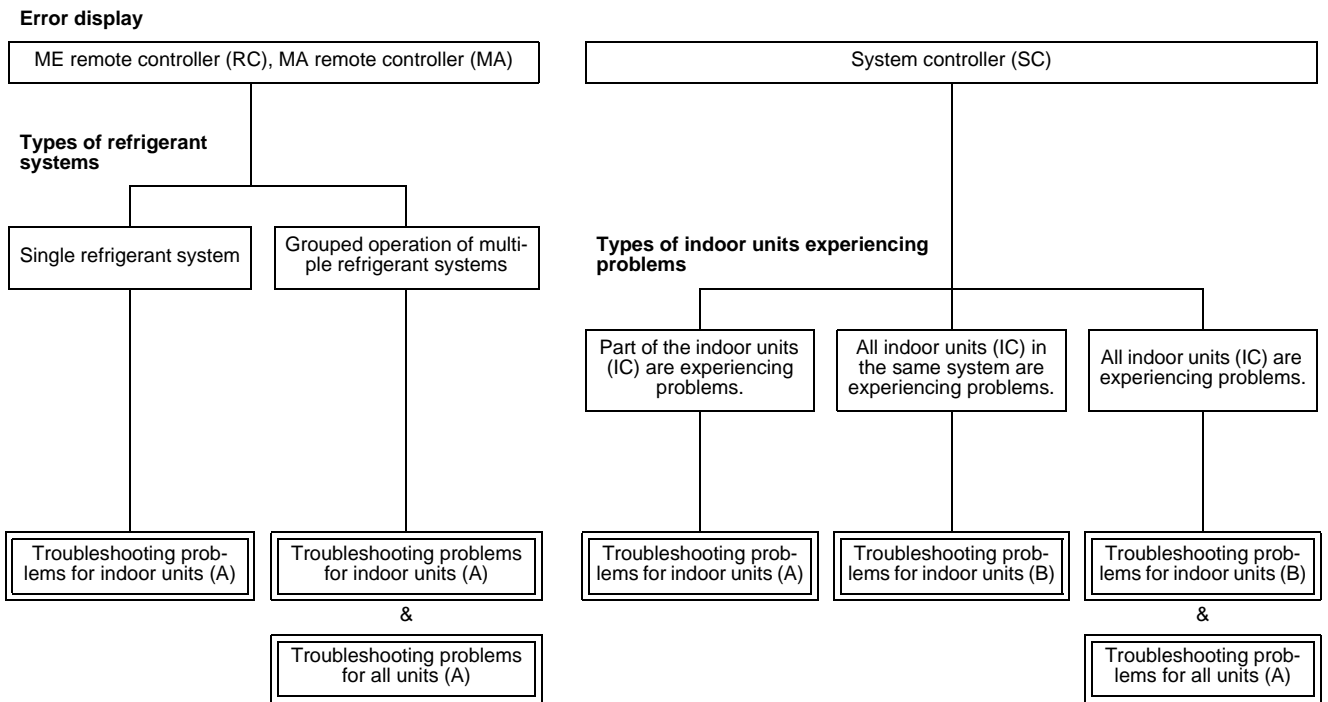 Error display
ME remote controller (RC), MA remote controller (MA)
System controller (SC)
Types of refrigerant
systems
Single refrigerant system
Grouped operation of multi-
ple refrigerant systems
Types of indoor units experiencing
problems
Part of the indoor units
(IC) are experiencing
problems.
All indoor units (IC) in
the same system are
experiencing problems.
All indoor units (IC) are
experiencing problems.
Troubleshooting prob-
lems for indoor units (A)
Troubleshooting problems
for indoor units (A)
&
Troubleshooting problems
for all units (A)
Troubleshooting prob-
lems for indoor units (A)
Troubleshooting prob-
lems for indoor units (B)
Troubleshooting prob-
lems for indoor units (B)
&
Troubleshooting prob-
lems for all units (A)